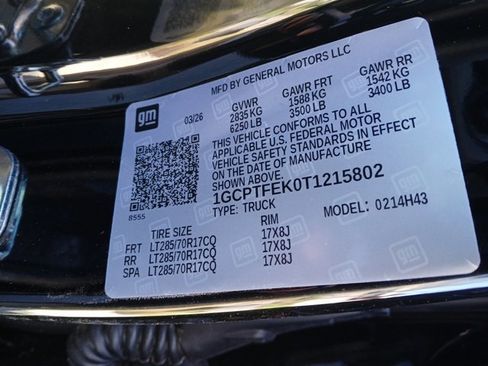 MFD BY GENERAL MOTORS LLC
gm
03/26
GVWR GAWR FRT GAWR RR
2835 KG 1588 KG 1542 KG
6250 LB 3500 LB 3400 LB
THIS VEHICLE CONFORMS TO ALL
APPLICABLE U.S. FEDERAL MOTOR
VEHICLE SAFETY STANDARDS IN EFFECT
ON THE DATE OF MANUFACTURE
SHOWN ABOVE.
1GCPTFEK0T1215802
8555
TYPE: TRUCK MODEL: 0214H43
TIRE SIZE RIM
FRT LT285/70R17CQ 17X8J
RR LT285/70R17CQ 17X8J
SPA LT285/70R17CQ 17X8J